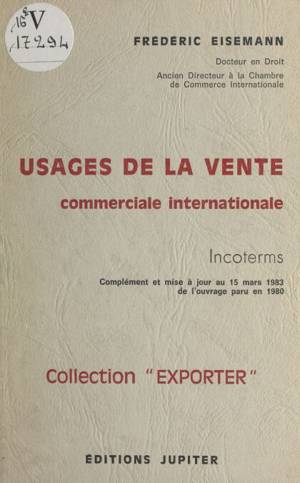 16°V
17294
FRÉDÉRIC EISEMANN
Docteur en Droit
Ancien Directeur à la Chambre
de Commerce Internationale
USAGES DE LA VENTE
commerciale internationale
Incoterms
Complément et mise à jour au 15 mars 1983
de l'ouvrage paru en 1980
Collection "EXPORTER"
ÉDITIONS JUPITER